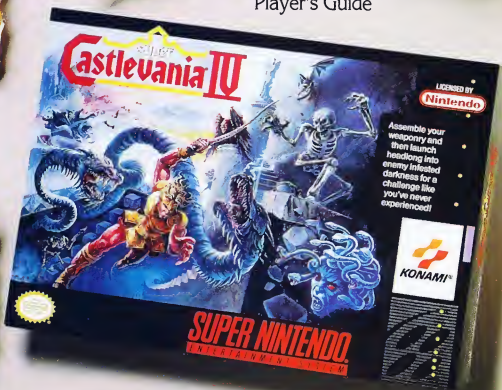 Player's Guide
SUPER
Castlevania IV
LICENSED BY
Nintendo
Assemble your
weaponry and
then launch
headlong into
enemy infested
darkness for a
challenge like
you've never
experienced!
KONAMI®
SUPER NINTENDO
ENTERTAINMENT SYSTEM